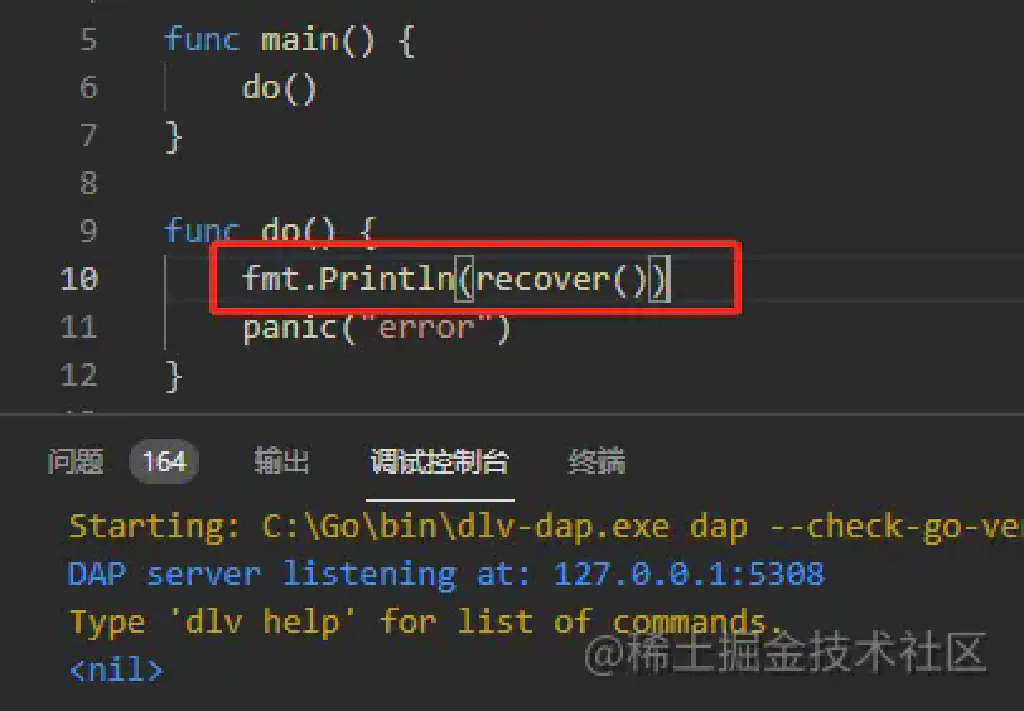 5 func main() {
6 do()
7 }
8
9 func do() {
10 fmt.Println(recover())
11 panic("error")
12 }
问题 164 输出 调试控制台 终端
Starting: C:\Go\bin\dlv-dap.exe dap --check-go-ve
DAP server listening at: 127.0.0.1:5308
Type 'dlv help' for list of commands.
<nil>
@稀土掘金技术社区